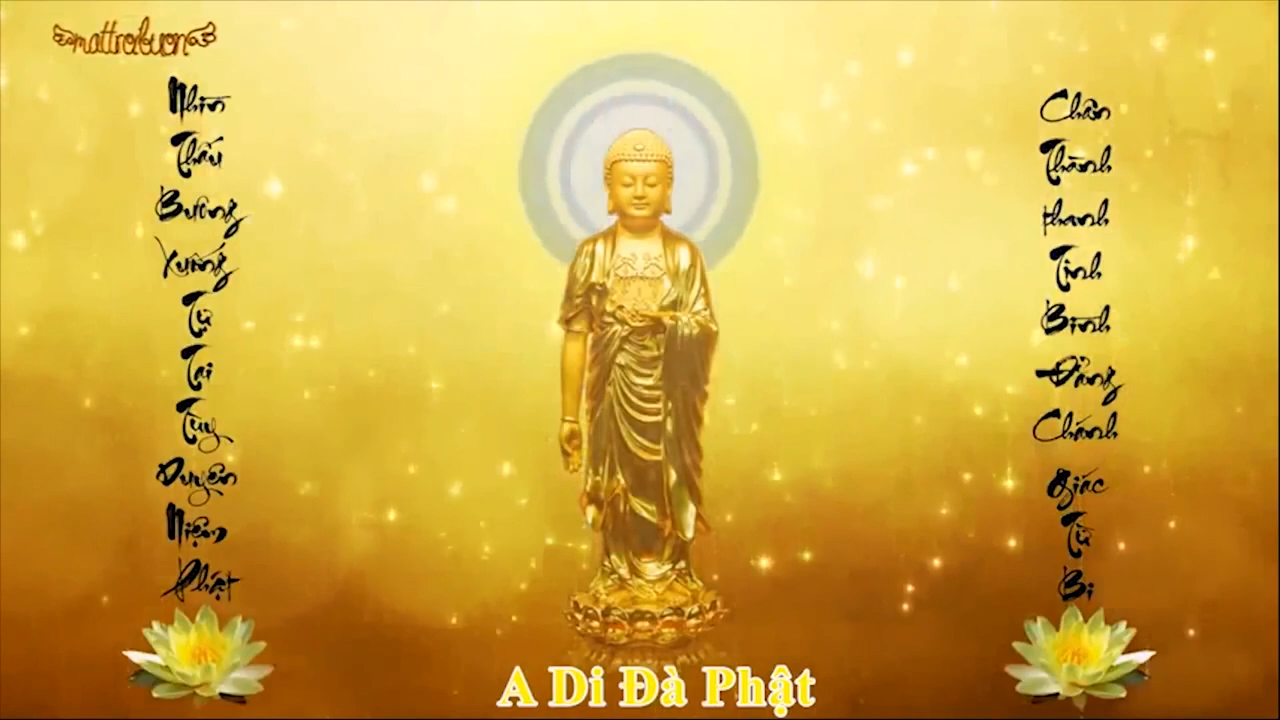 mattroibuon
Nhìn
Thấu
Buông
Xuống
Tự
Tại
Tùy
Duyên
Niệm
Phật
Chân
Thành
thanh
Tịnh
Bình
Đẳng
Chánh
Giác
Từ
Bi
A Di Đà Phật